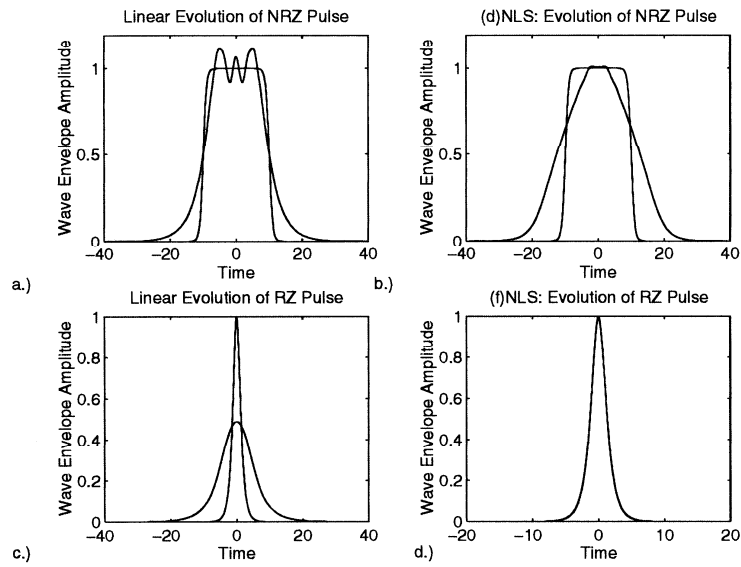 Linear Evolution of NRZ Pulse
Wave Envelope Amplitude
1
0.5
0
−40 −20 0 20 40
Time
a.)
(d)NLS: Evolution of NRZ Pulse
Wave Envelope Amplitude
1
0.5
0
−40 −20 0 20 40
Time
b.)
Linear Evolution of RZ Pulse
Wave Envelope Amplitude
1
0.8
0.6
0.4
0.2
0
−40 −20 0 20 40
Time
c.)
(f)NLS: Evolution of RZ Pulse
Wave Envelope Amplitude
1
0.8
0.6
0.4
0.2
0
−20 −10 0 10 20
Time
d.)